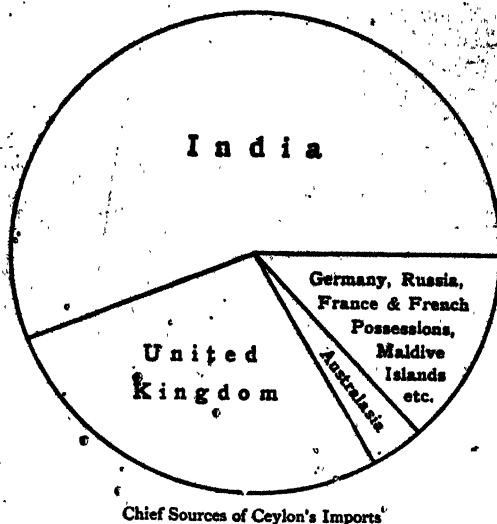 India
Germany, Russia,
France & French
Possessions,
Maldive
Islands
etc.
Australasia
United
Kingdom
Chief Sources of Ceylon's Imports